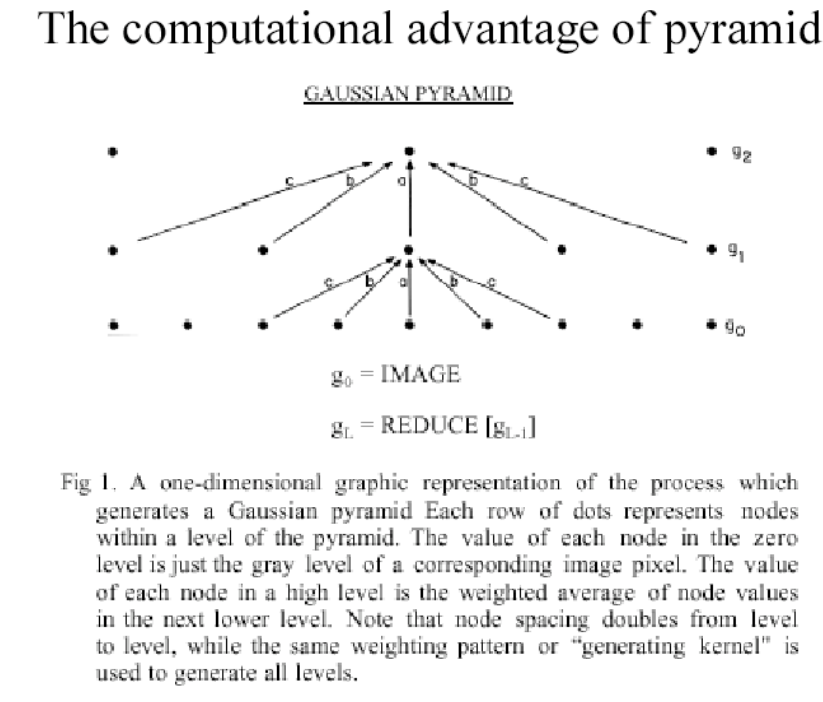 The computational advantage of pyramid
GAUSSIAN PYRAMID
g2
c b a b c
g1
c b a b c
g0
g0 = IMAGE
gL = REDUCE [gL-1]
Fig 1. A one-dimensional graphic representation of the process which
generates a Gaussian pyramid Each row of dots represents nodes
within a level of the pyramid. The value of each node in the zero
level is just the gray level of a corresponding image pixel. The value
of each node in a high level is the weighted average of node values
in the next lower level. Note that node spacing doubles from level
to level, while the same weighting pattern or “generating kernel" is
used to generate all levels.